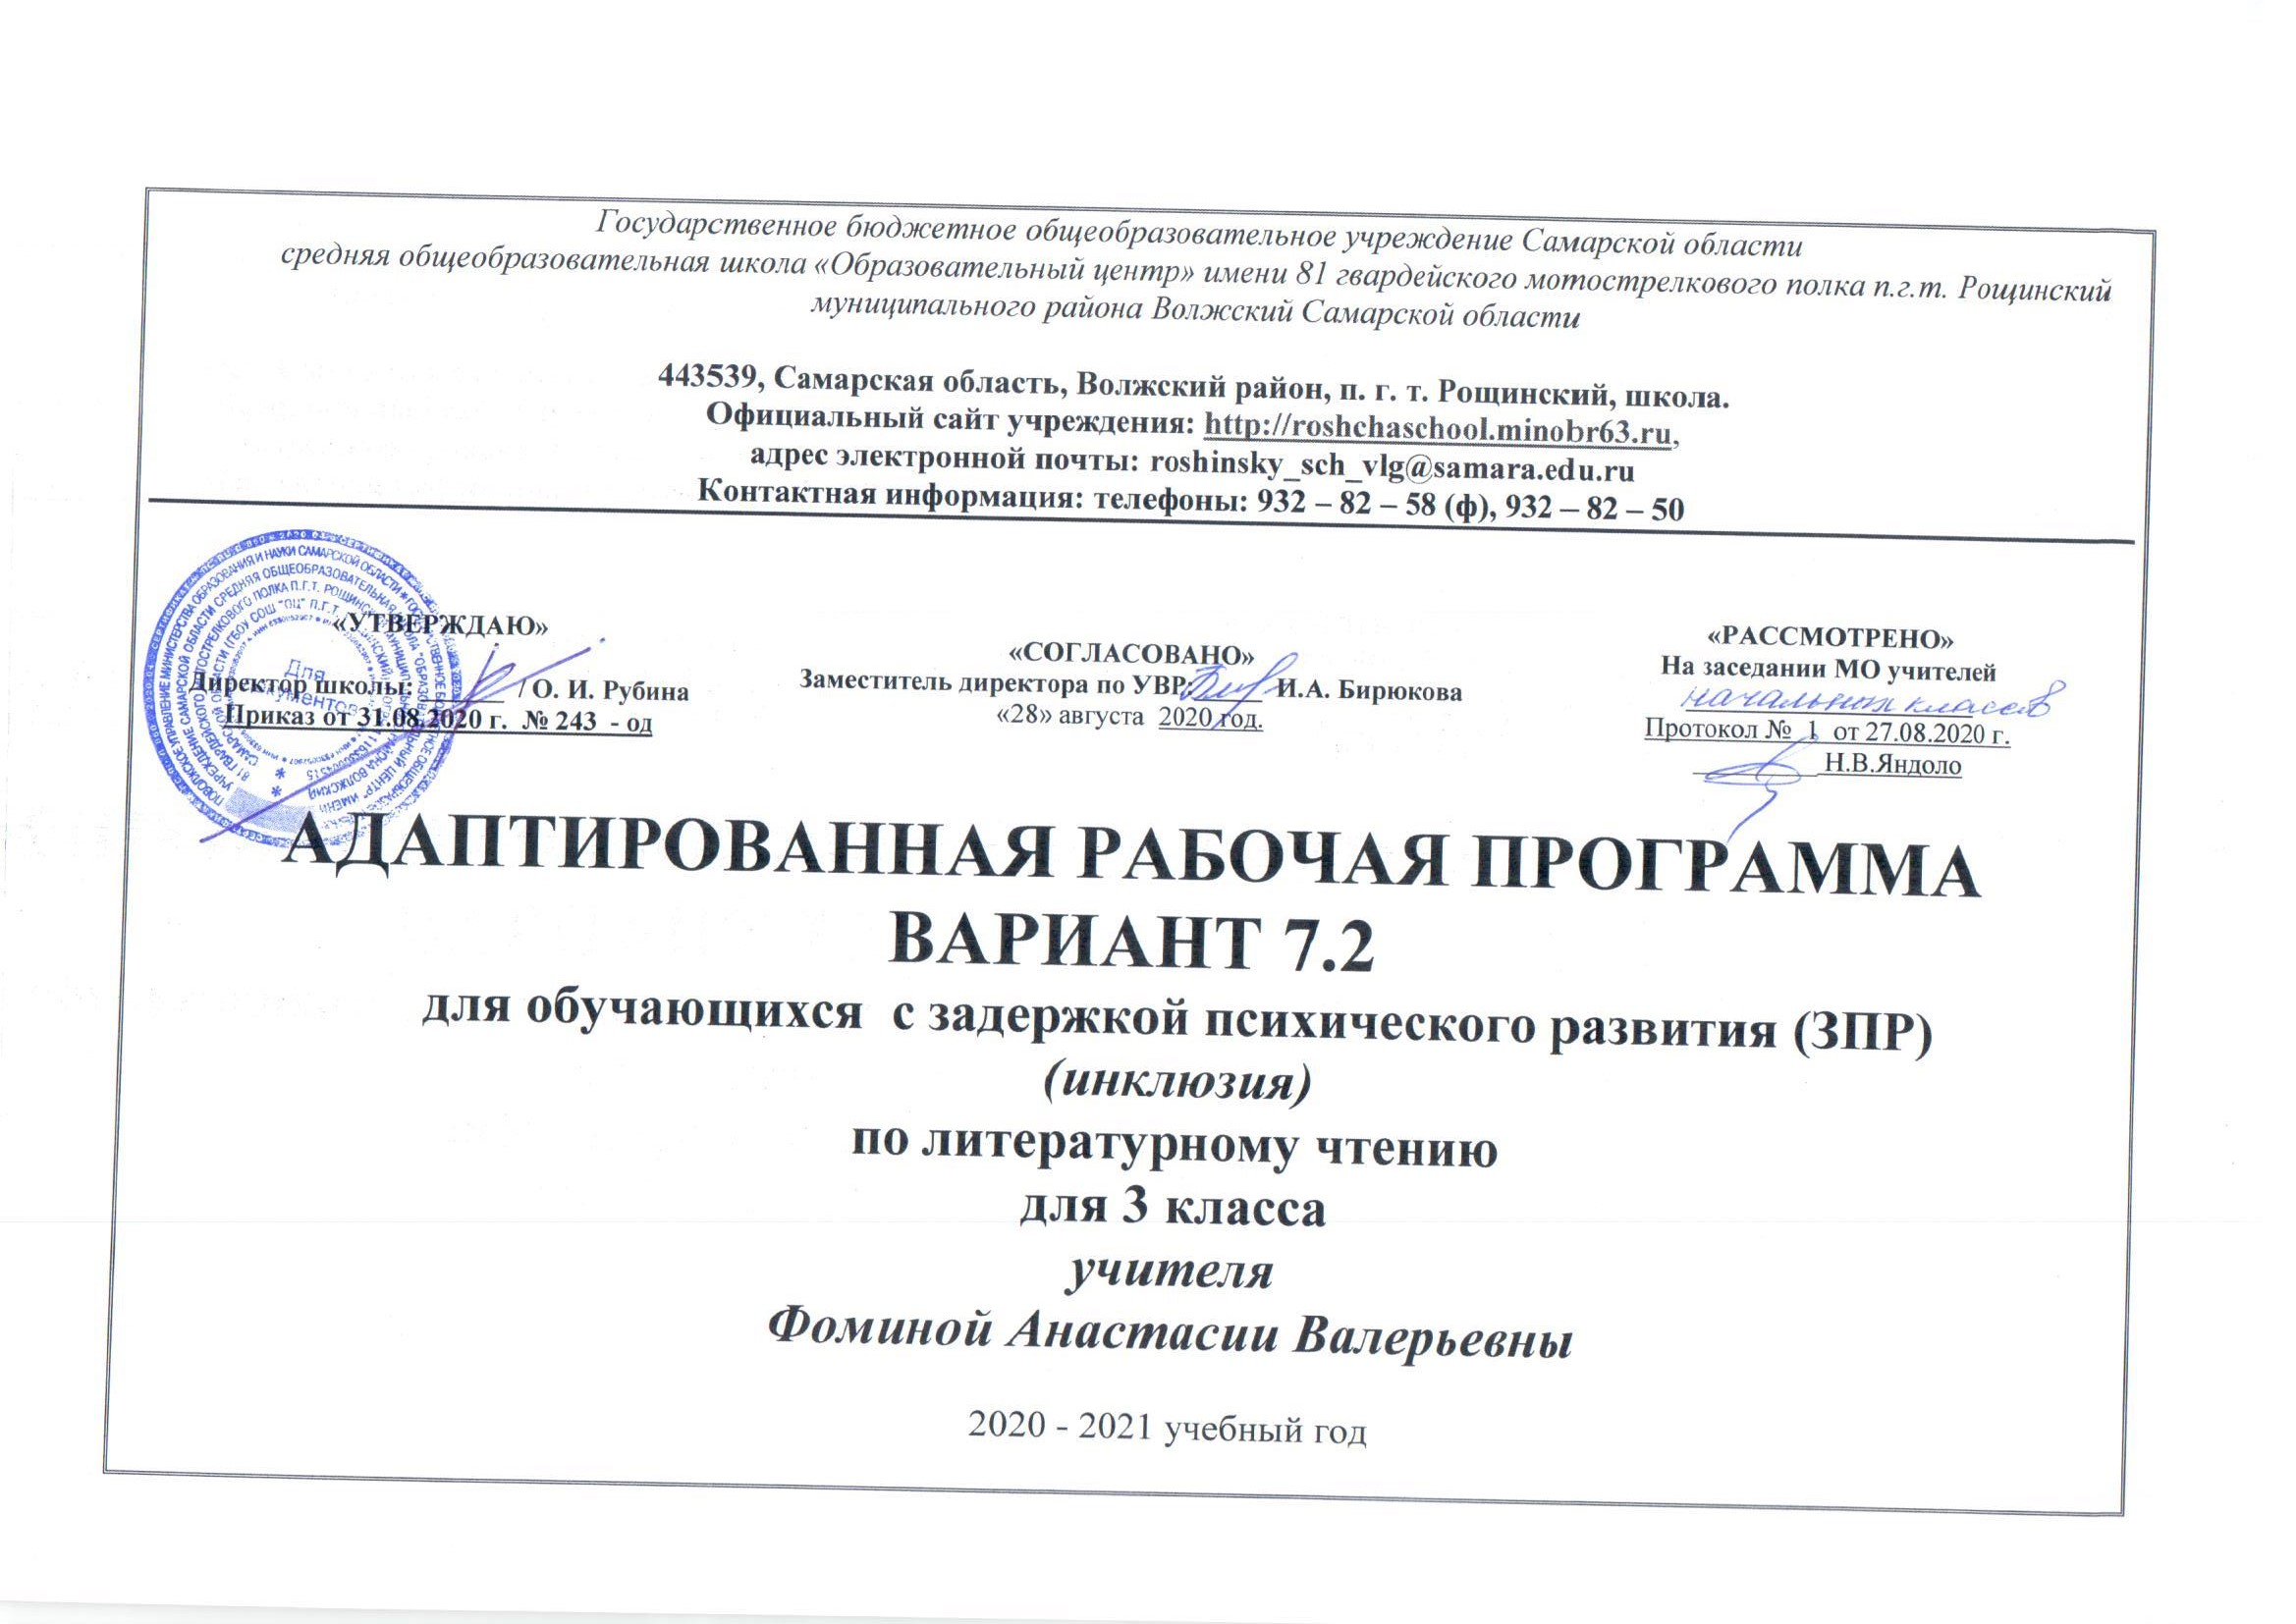 Государственное бюджетное общеобразовательное учреждение Самарской области
средняя общеобразовательная школа «Образовательный центр» имени 81 гвардейского мотострелкового полка п.г.т. Рощинский
муниципального района Волжский Самарской области
443539, Самарская область, Волжский район, п. г. т. Рощинский, школа.
Официальный сайт учреждения: http://roshchaschool.minobr63.ru,
адрес электронной почты: roshinsky_sch_vlg@samara.edu.ru
Контактная информация: телефоны: 932 – 82 – 58 (ф), 932 – 82 – 50
«УТВЕРЖДАЮ»
Директор школы: / О. И. Рубина
Приказ от 31.08.2020 г. № 243 - од
Для
документов
«СОГЛАСОВАНО»
Заместитель директора по УВР: И.А. Бирюкова
«28» августа 2020 год.
«РАССМОТРЕНО»
На заседании МО учителей
начальных классов
Протокол № 1 от 27.08.2020 г.
Н.В.Яндоло
АДАПТИРОВАННАЯ РАБОЧАЯ ПРОГРАММА
ВАРИАНТ 7.2
для обучающихся с задержкой психического развития (ЗПР)
(инклюзия)
по литературному чтению
для 3 класса
учителя
Фоминой Анастасии Валерьевны
2020 - 2021 учебный год